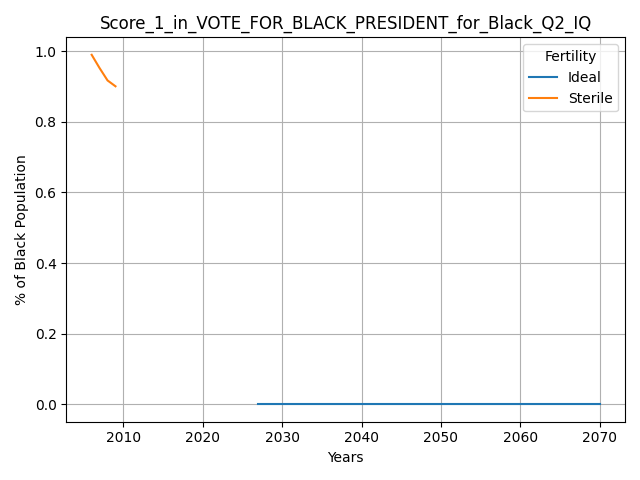 Score_1_in_VOTE_FOR_BLACK_PRESIDENT_for_Black_Q2_IQ
Fertility
Ideal
Sterile
1.0
0.8
0.6
0.4
0.2
0.0
% of Black Population
2010 2020 2030 2040 2050 2060 2070
Years